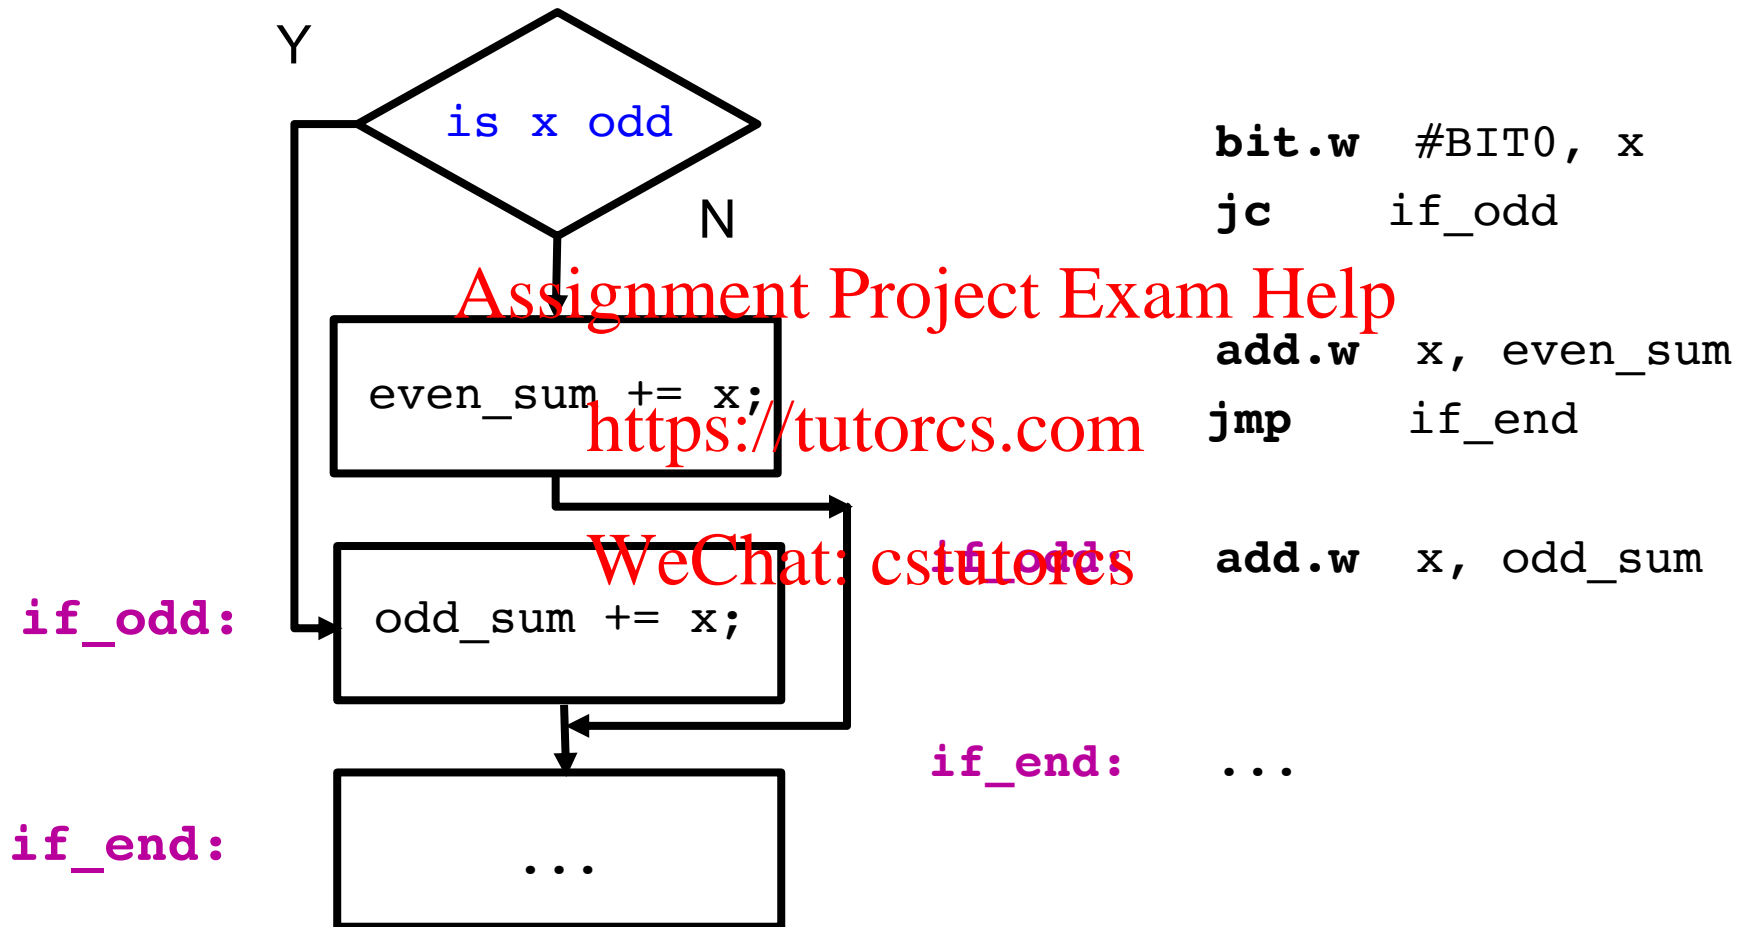 Y
is x odd
N
even_sum += x;
if_odd:
odd_sum += x;
if_end:
...
bit.w #BIT0, x
jc if_odd
add.w x, even_sum
jmp if_end
if_odd: add.w x, odd_sum
if_end: ...
Assignment Project Exam Help
https://tutorcs.com
WeChat: cstutorcs